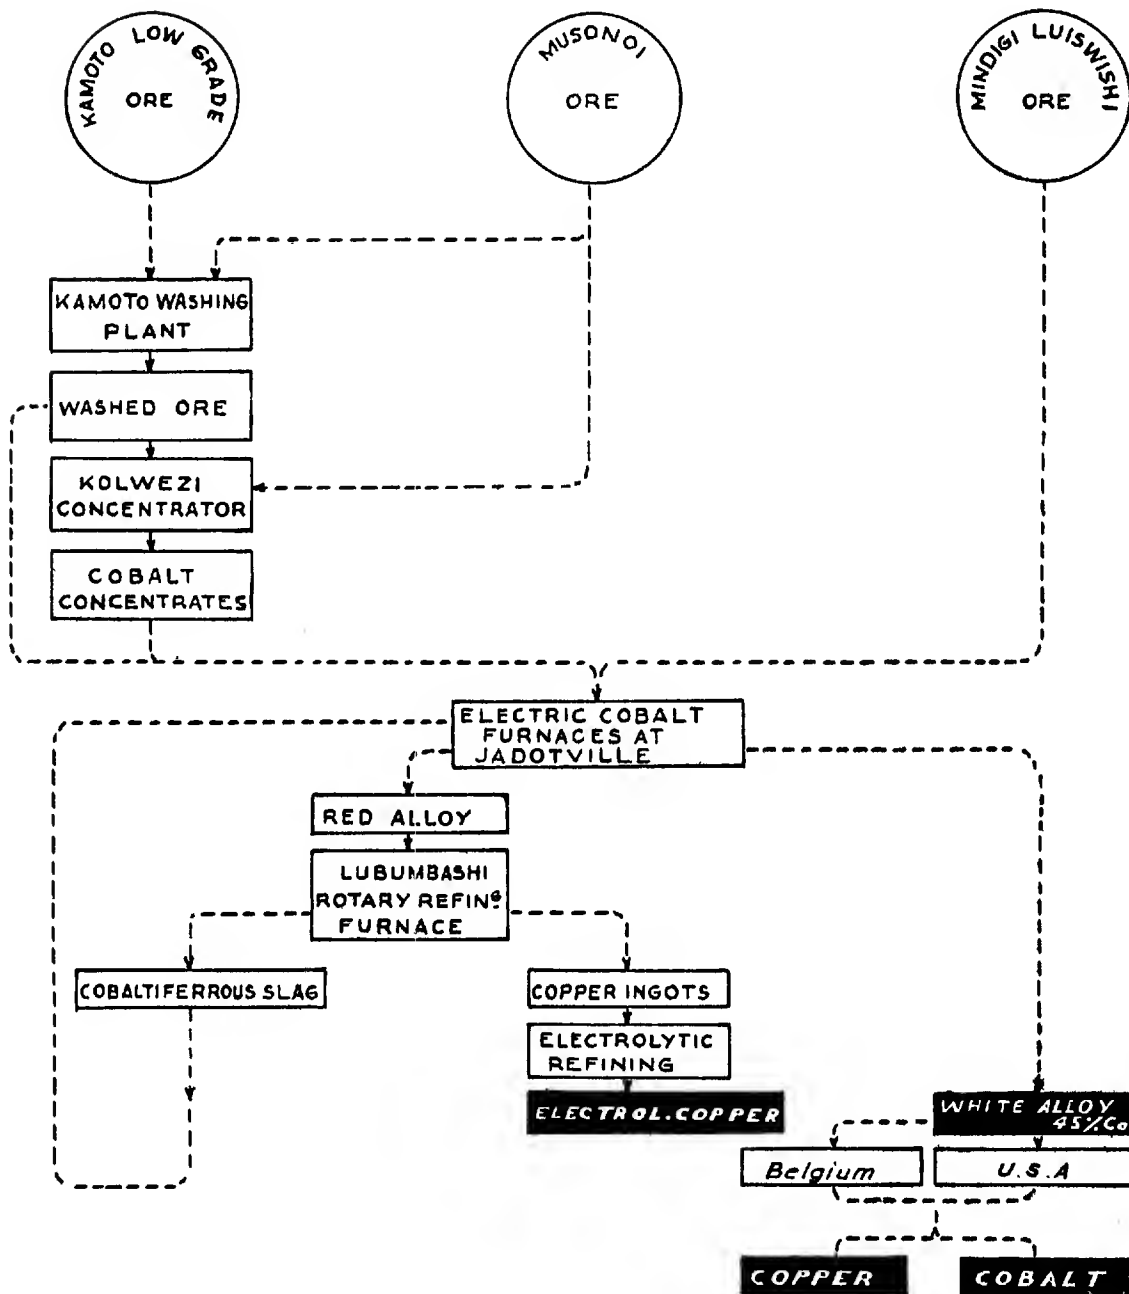 KAMOTO LOW GRADE
ORE
MUSONOI
ORE
MINDIGI LUISWISHI
ORE
KAMOTO WASHING
PLANT
WASHED ORE
KOLWEZI
CONCENTRATOR
COBALT
CONCENTRATES
ELECTRIC COBALT
FURNACES AT
JADOTVILLE
RED ALLOY
LUBUMBASHI
ROTARY REFING
FURNACE
COBALTIFERROUS SLAG
COPPER INGOTS
ELECTROLYTIC
REFINING
ELECTROL. COPPER
WHITE ALLOY
45% Co
Belgium
U.S.A
COPPER
COBALT